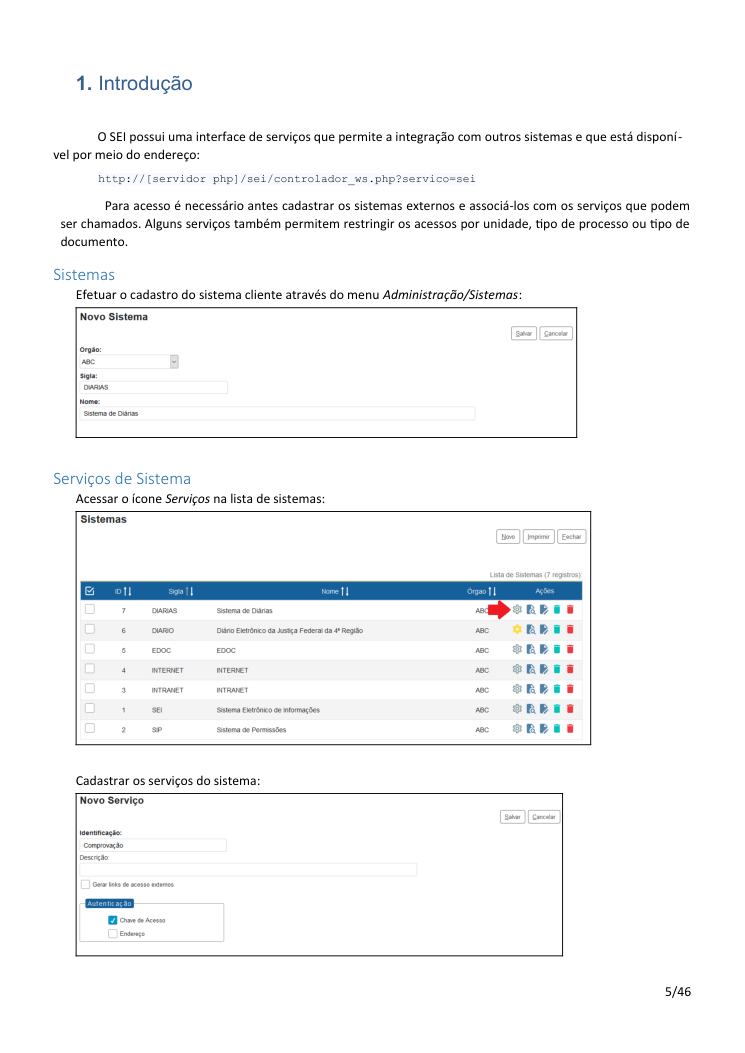 1. Introdução
O SEI possui uma interface de serviços que permite a integração com outros sistemas e que está disponí-
vel por meio do endereço:
http://[servidor php]/sei/controlador_ws.php?servico=sei
Para acesso é necessário antes cadastrar os sistemas externos e associá-los com os serviços que podem
ser chamados. Alguns serviços também permitem restringir os acessos por unidade, tipo de processo ou tipo de
documento.
Sistemas
Efetuar o cadastro do sistema cliente através do menu Administração/Sistemas:
Novo Sistema
Salvar Cancelar
Órgão:
ABC
Sigla:
DIARIAS
Nome:
Sistema de Diárias
Serviços de Sistema
Acessar o ícone Serviços na lista de sistemas:
Sistemas
Novo Imprimir Fechar
Lista de Sistemas (7 registros):
ID Sigla Nome Órgao Ações
7 DIARIAS Sistema de Diárias ABC
6 DIARIO Diário Eletrônico da Justiça Federal da 4ª Região ABC
5 EDOC EDOC ABC
4 INTERNET INTERNET ABC
3 INTRANET INTRANET ABC
1 SEI Sistema Eletrônico de Informações ABC
2 SIP Sistema de Permissões ABC
Cadastrar os serviços do sistema:
Novo Serviço
Salvar Cancelar
Identificação:
Comprovação
Descrição:
Gerar links de acesso externos
Autenticação
Chave de Acesso
Endereço
5/46